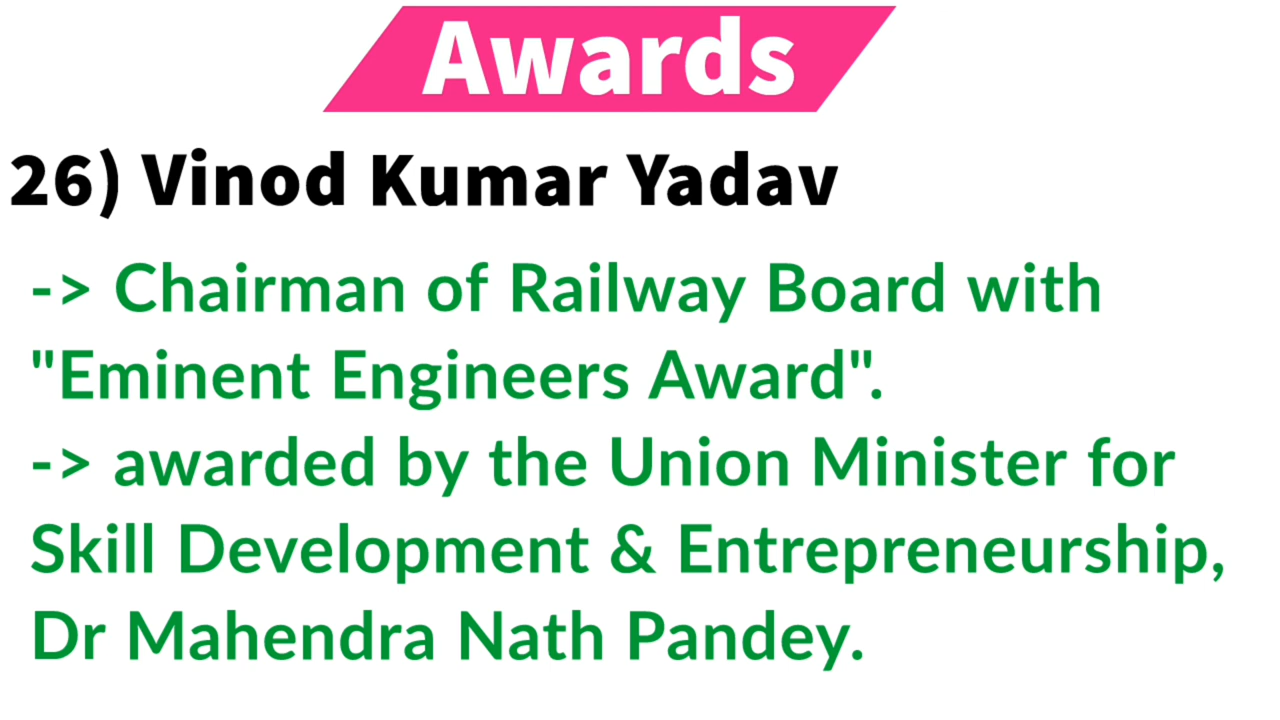 Awards
26) Vinod Kumar Yadav
-> Chairman of Railway Board with
"Eminent Engineers Award".
-> awarded by the Union Minister for
Skill Development & Entrepreneurship,
Dr Mahendra Nath Pandey.